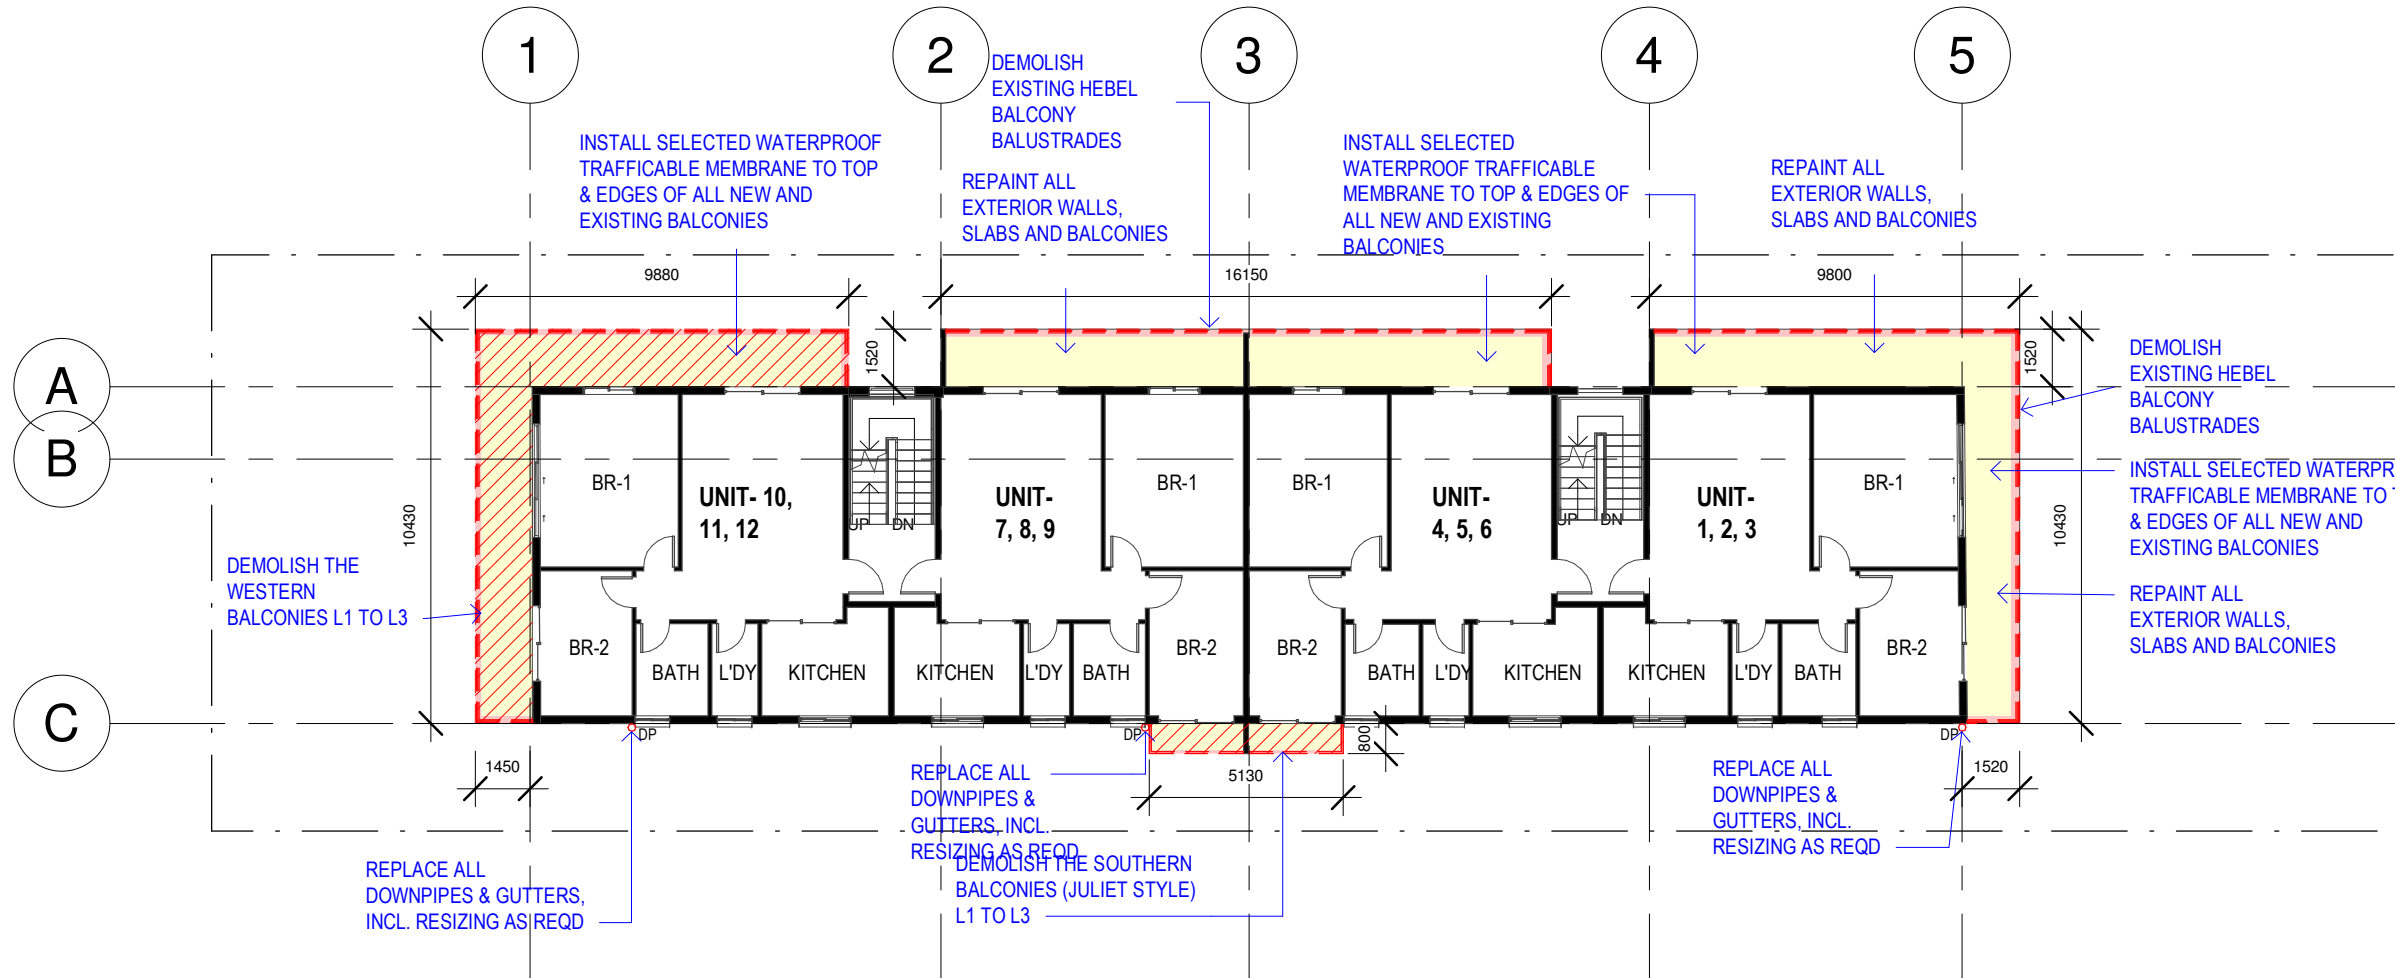 1
2
3
4
5
DEMOLISH
EXISTING HEBEL
BALCONY
BALUSTRADES
INSTALL SELECTED WATERPROOF
TRAFFICABLE MEMBRANE TO TOP
& EDGES OF ALL NEW AND
EXISTING BALCONIES
REPAINT ALL
EXTERIOR WALLS,
SLABS AND BALCONIES
INSTALL SELECTED
WATERPROOF TRAFFICABLE
MEMBRANE TO TOP & EDGES OF
ALL NEW AND EXISTING
BALCONIES
REPAINT ALL
EXTERIOR WALLS,
SLABS AND BALCONIES
9880
16150
9800
1520
1520
A
B
C
10430
10430
DEMOLISH
EXISTING HEBEL
BALCONY
BALUSTRADES
INSTALL SELECTED WATERPR
TRAFFICABLE MEMBRANE TO
& EDGES OF ALL NEW AND
EXISTING BALCONIES
REPAINT ALL
EXTERIOR WALLS,
SLABS AND BALCONIES
DEMOLISH THE
WESTERN
BALCONIES L1 TO L3
BR-1
UNIT- 10,
11, 12
UP
DN
UNIT-
7, 8, 9
BR-1
BR-1
UNIT-
4, 5, 6
UP
DN
UNIT-
1, 2, 3
BR-1
BR-2
BATH
L'DY
KITCHEN
KITCHEN
L'DY
BATH
BR-2
BR-2
BATH
L'DY
KITCHEN
KITCHEN
L'DY
BATH
BR-2
DP
DP
DP
800
1450
5130
1520
REPLACE ALL
DOWNPIPES &
GUTTERS, INCL.
RESIZING AS REQD
REPLACE ALL
DOWNPIPES &
GUTTERS, INCL.
RESIZING AS REQD
REPLACE ALL
DOWNPIPES & GUTTERS,
INCL. RESIZING AS REQD
DEMOLISH THE SOUTHERN
BALCONIES (JULIET STYLE)
L1 TO L3